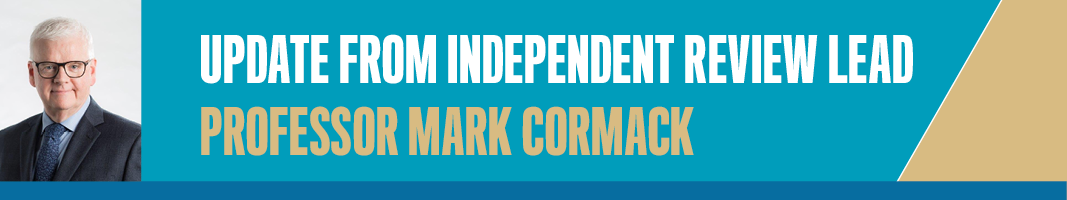 UPDATE FROM INDEPENDENT REVIEW LEAD
PROFESSOR MARK CORMACK